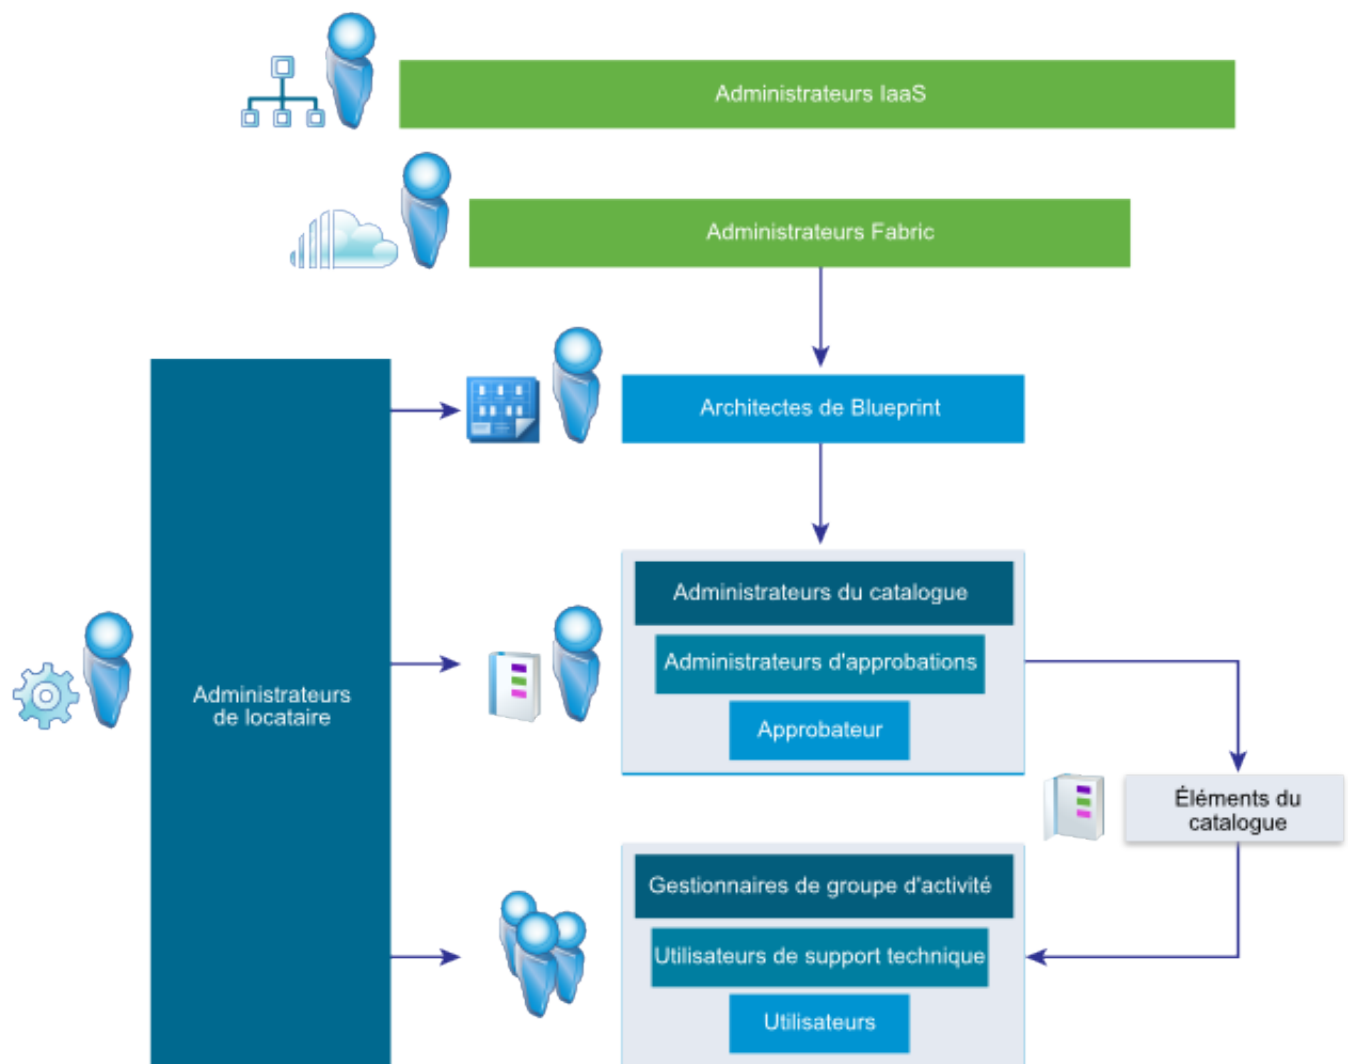 Administrateurs IaaS
Administrateurs Fabric
Architectes de Blueprint
Administrateurs du catalogue
Administrateurs d'approbations
Approbateur
Administrateurs
de locataire
Éléments du
catalogue
Gestionnaires de groupe d'activité
Utilisateurs de support technique
Utilisateurs